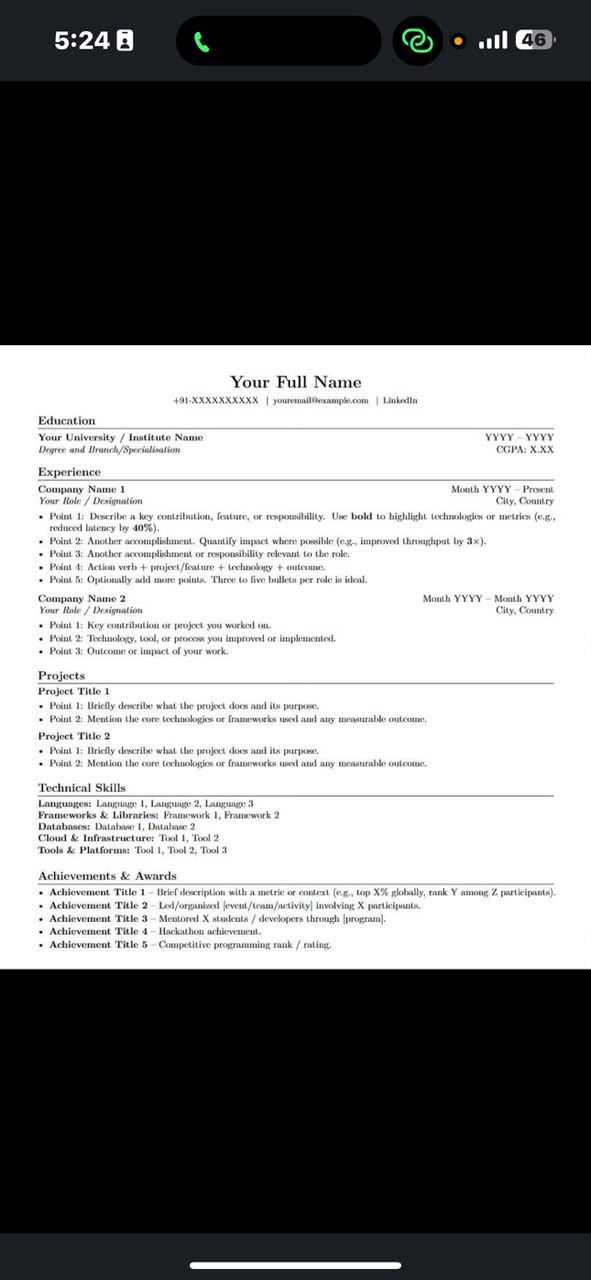 5:24
46
Your Full Name
+91-XXXXXXXXXX | youremail@example.com | LinkedIn
Education
Your University / Institute Name YYYY – YYYY
Degree and Branch/Specialisation CGPA: X.XX
Experience
Company Name 1 Month YYYY – Present
Your Role / Designation City, Country
• Point 1: Describe a key contribution, feature, or responsibility. Use bold to highlight technologies or metrics (e.g.,
reduced latency by 40%).
• Point 2: Another accomplishment. Quantify impact where possible (e.g., improved throughput by 3×).
• Point 3: Another accomplishment or responsibility relevant to the role.
• Point 4: Action verb + project/feature + technology + outcome.
• Point 5: Optionally add more points. Three to five bullets per role is ideal.
Company Name 2 Month YYYY – Month YYYY
Your Role / Designation City, Country
• Point 1: Key contribution or project you worked on.
• Point 2: Technology, tool, or process you improved or implemented.
• Point 3: Outcome or impact of your work.
Projects
Project Title 1
• Point 1: Briefly describe what the project does and its purpose.
• Point 2: Mention the core technologies or frameworks used and any measurable outcome.
Project Title 2
• Point 1: Briefly describe what the project does and its purpose.
• Point 2: Mention the core technologies or frameworks used and any measurable outcome.
Technical Skills
Languages: Language 1, Language 2, Language 3
Frameworks & Libraries: Framework 1, Framework 2
Databases: Database 1, Database 2
Cloud & Infrastructure: Tool 1, Tool 2
Tools & Platforms: Tool 1, Tool 2, Tool 3
Achievements & Awards
• Achievement Title 1 – Brief description with a metric or context (e.g., top X% globally, rank Y among Z participants).
• Achievement Title 2 – Led/organized [event/team/activity] involving X participants.
• Achievement Title 3 – Mentored X students / developers through [program].
• Achievement Title 4 – Hackathon achievement.
• Achievement Title 5 – Competitive programming rank / rating.